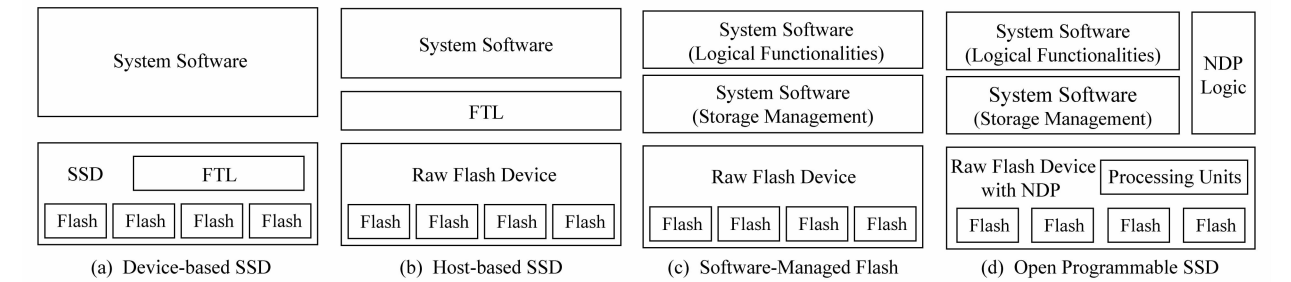 System Software
SSD
FTL
Flash Flash Flash Flash
(a) Device-based SSD
System Software
FTL
Raw Flash Device
Flash Flash Flash Flash
(b) Host-based SSD
System Software
(Logical Functionalities)
System Software
(Storage Management)
Raw Flash Device
Flash Flash Flash Flash
(c) Software-Managed Flash
System Software
(Logical Functionalities)
System Software
(Storage Management)
NDP
Logic
Raw Flash Device
with NDP
Processing Units
Flash Flash Flash Flash
(d) Open Programmable SSD